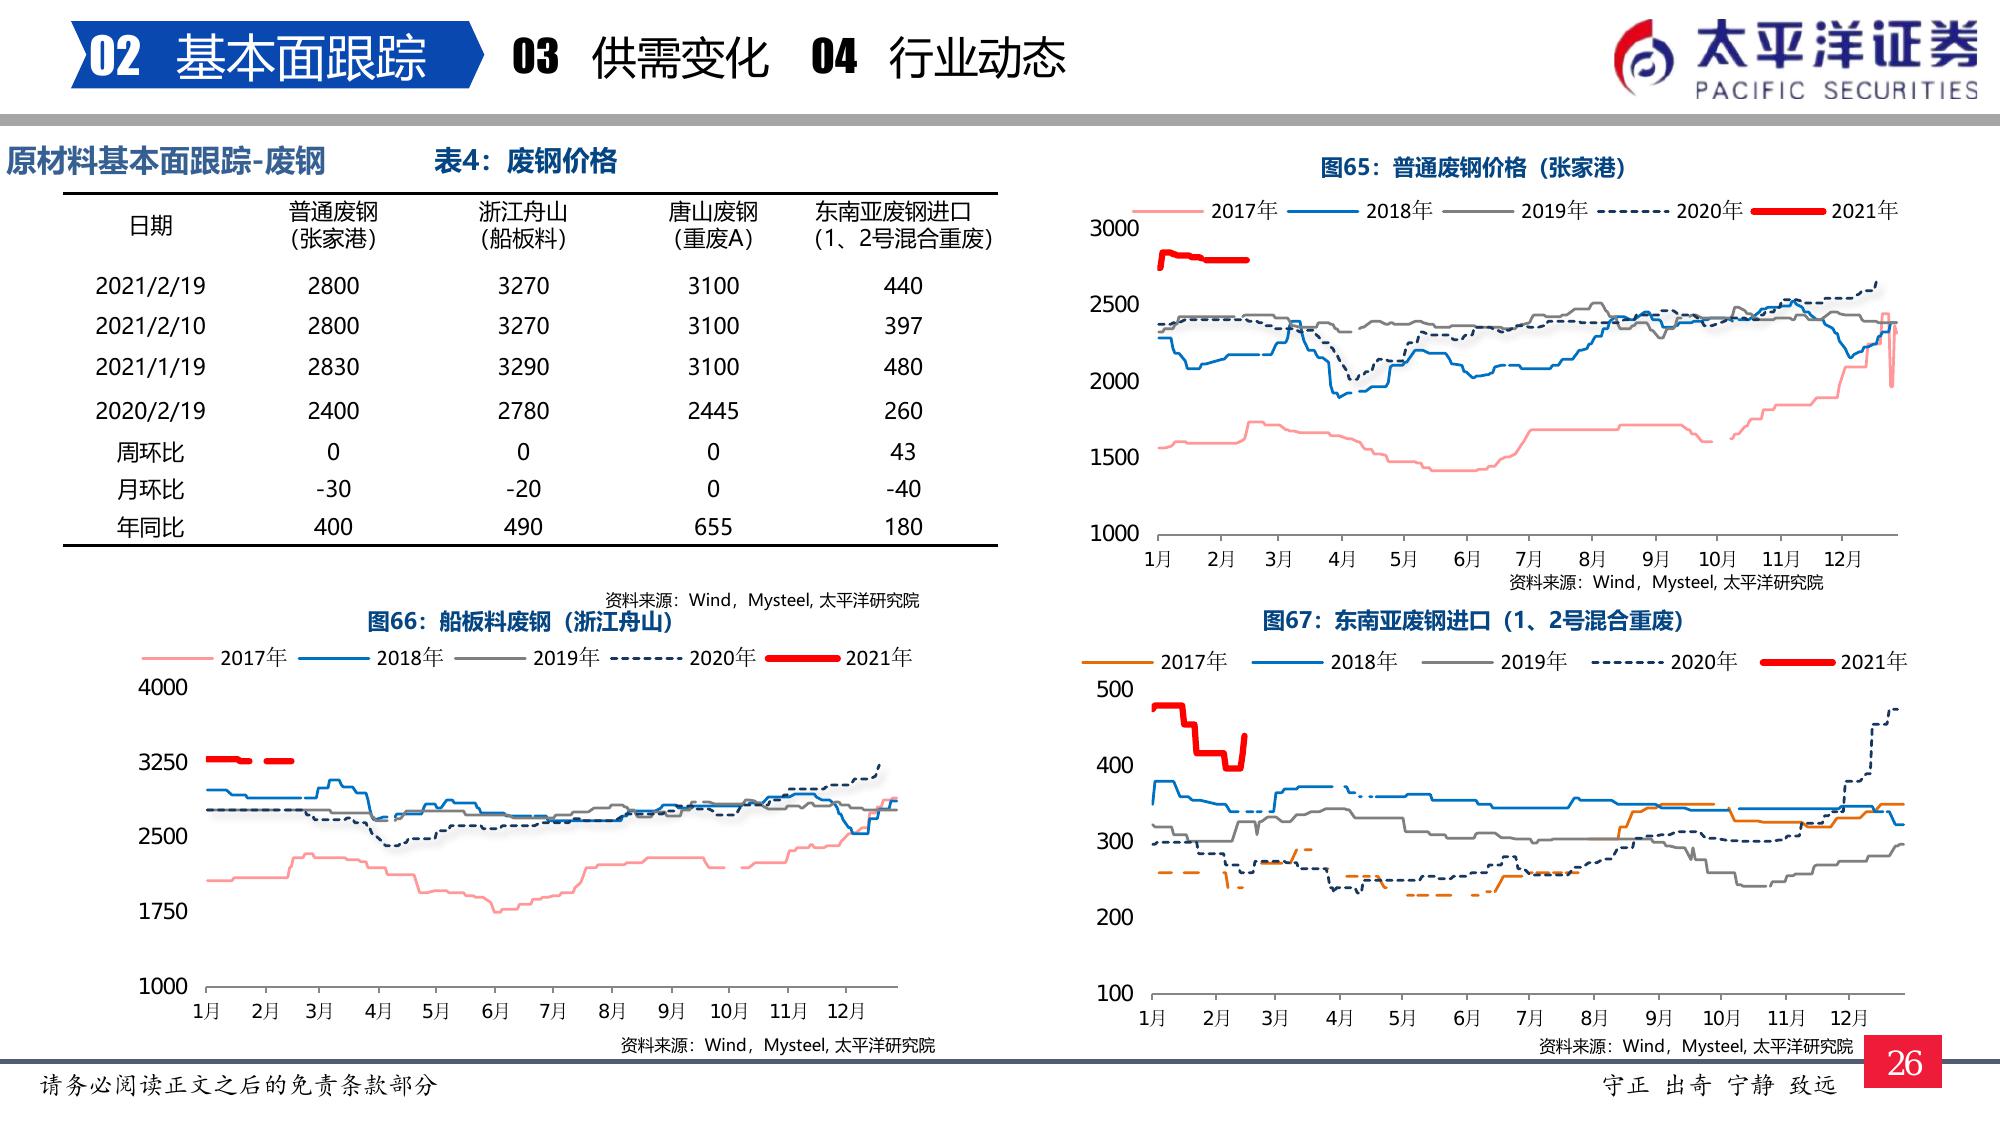 02 基本面跟踪 03 供需变化 04 行业动态
太平洋证券
PACIFIC SECURITIES
原材料基本面跟踪-废钢
表4：废钢价格
日期 普通废钢（张家港） 浙江舟山（船板料） 唐山废钢（重废A） 东南亚废钢进口（1、2号混合重废）
2021/2/19 2800 3270 3100 440
2021/2/10 2800 3270 3100 397
2021/1/19 2830 3290 3100 480
2020/2/19 2400 2780 2445 260
周环比 0 0 0 43
月环比 -30 -20 0 -40
年同比 400 490 655 180
资料来源：Wind，Mysteel, 太平洋研究院
图65：普通废钢价格（张家港）
2017年 2018年 2019年 2020年 2021年
3000
2500
2000
1500
1000
1月 2月 3月 4月 5月 6月 7月 8月 9月 10月 11月 12月
资料来源：Wind，Mysteel, 太平洋研究院
图66：船板料废钢（浙江舟山）
2017年 2018年 2019年 2020年 2021年
4000
3250
2500
1750
1000
1月 2月 3月 4月 5月 6月 7月 8月 9月 10月 11月 12月
资料来源：Wind，Mysteel, 太平洋研究院
图67：东南亚废钢进口（1、2号混合重废）
2017年 2018年 2019年 2020年 2021年
500
400
300
200
100
1月 2月 3月 4月 5月 6月 7月 8月 9月 10月 11月 12月
资料来源：Wind，Mysteel, 太平洋研究院
请务必阅读正文之后的免责条款部分
守正 出奇 宁静 致远
26